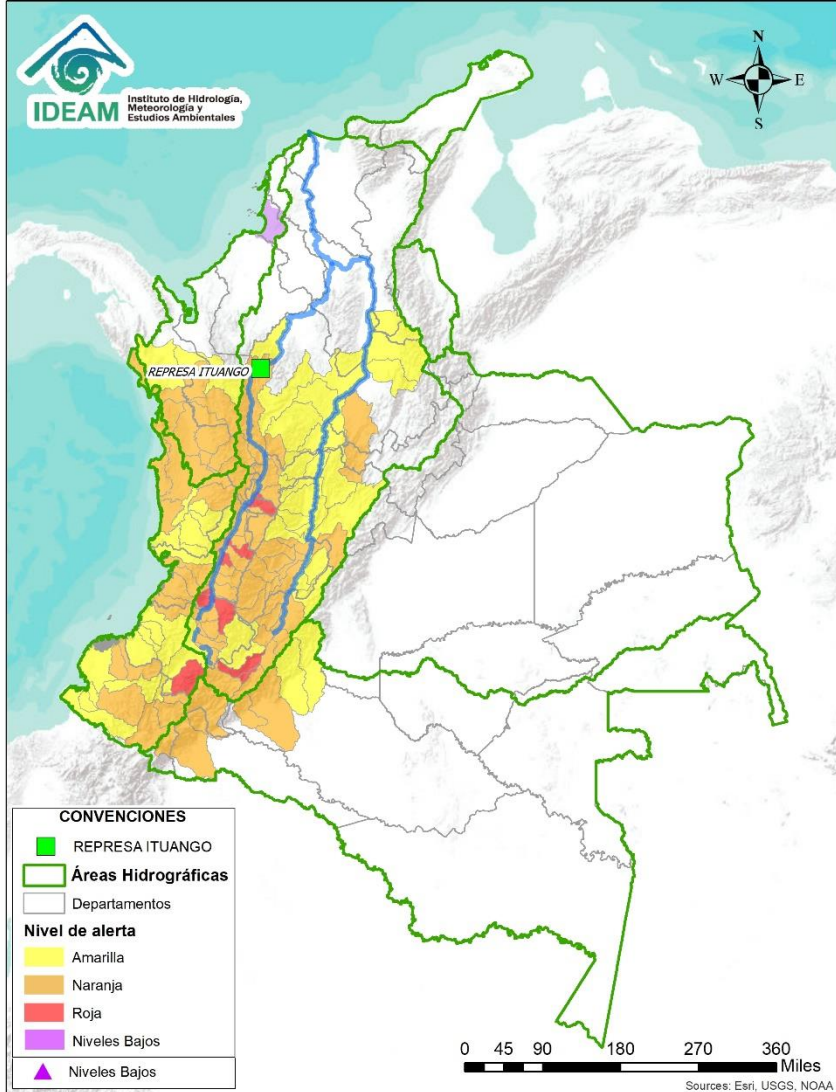 IDEAM
Instituto de Hidrología,
Meteorología y
Estudios Ambientales
N
W
E
S
REPRESA ITUANGO
CONVENCIONES
REPRESA ITUANGO
Áreas Hidrográficas
Departamentos
Nivel de alerta
Amarilla
Naranja
Roja
Niveles Bajos
Niveles Bajos
0 45 90 180 270 360
Miles
Sources: Esri, USGS, NOAA